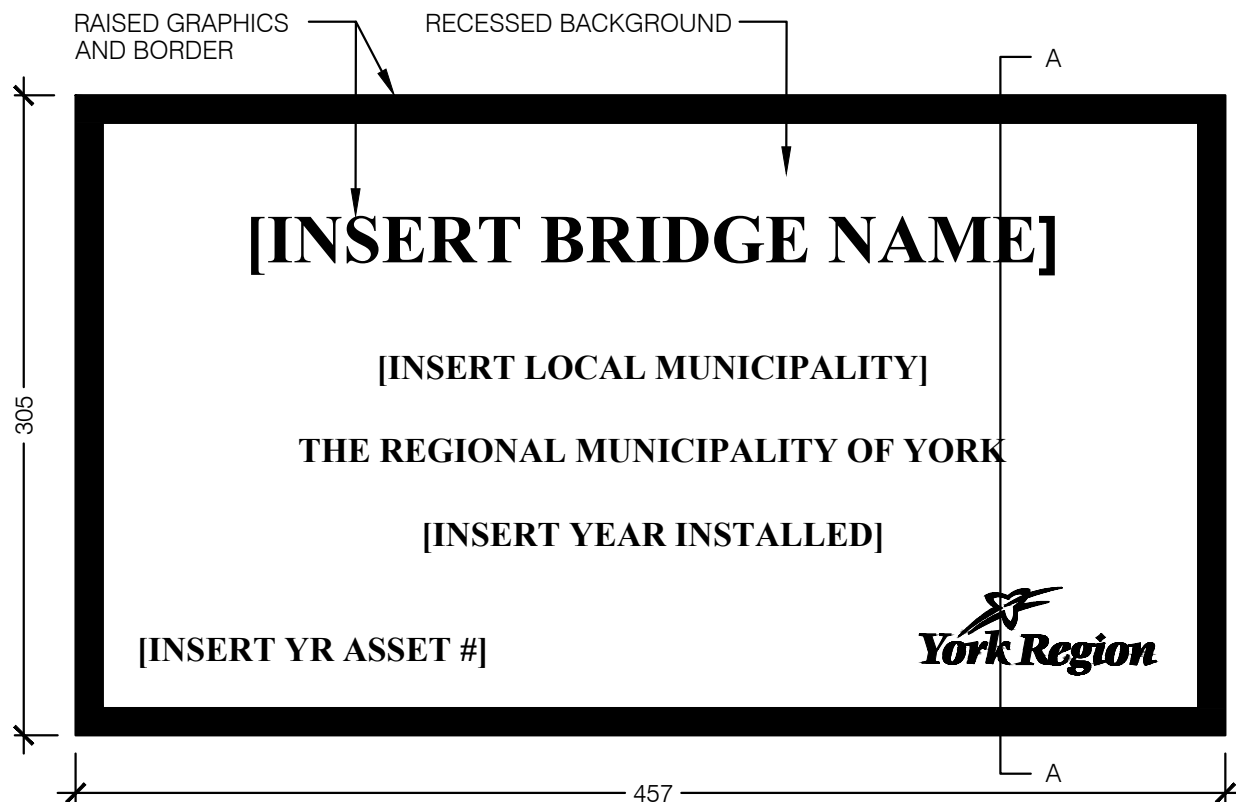 RAISED GRAPHICS
AND BORDER
RECESSED BACKGROUND
A
[INSERT BRIDGE NAME]
[INSERT LOCAL MUNICIPALITY]
305
THE REGIONAL MUNICIPALITY OF YORK
[INSERT YEAR INSTALLED]
[INSERT YR ASSET #]
York Region
A
457